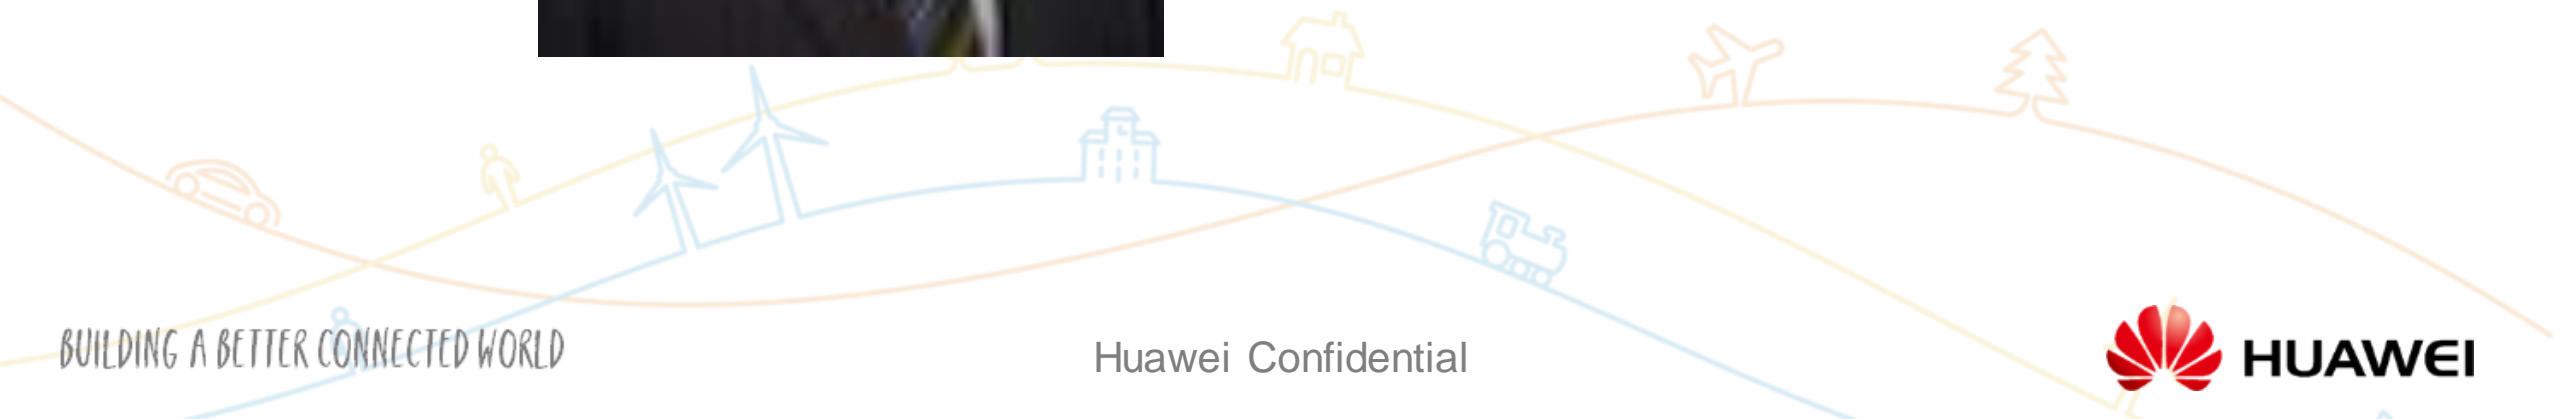 BUILDING A BETTER CONNECTED WORLD
Huawei Confidential
HUAWEI